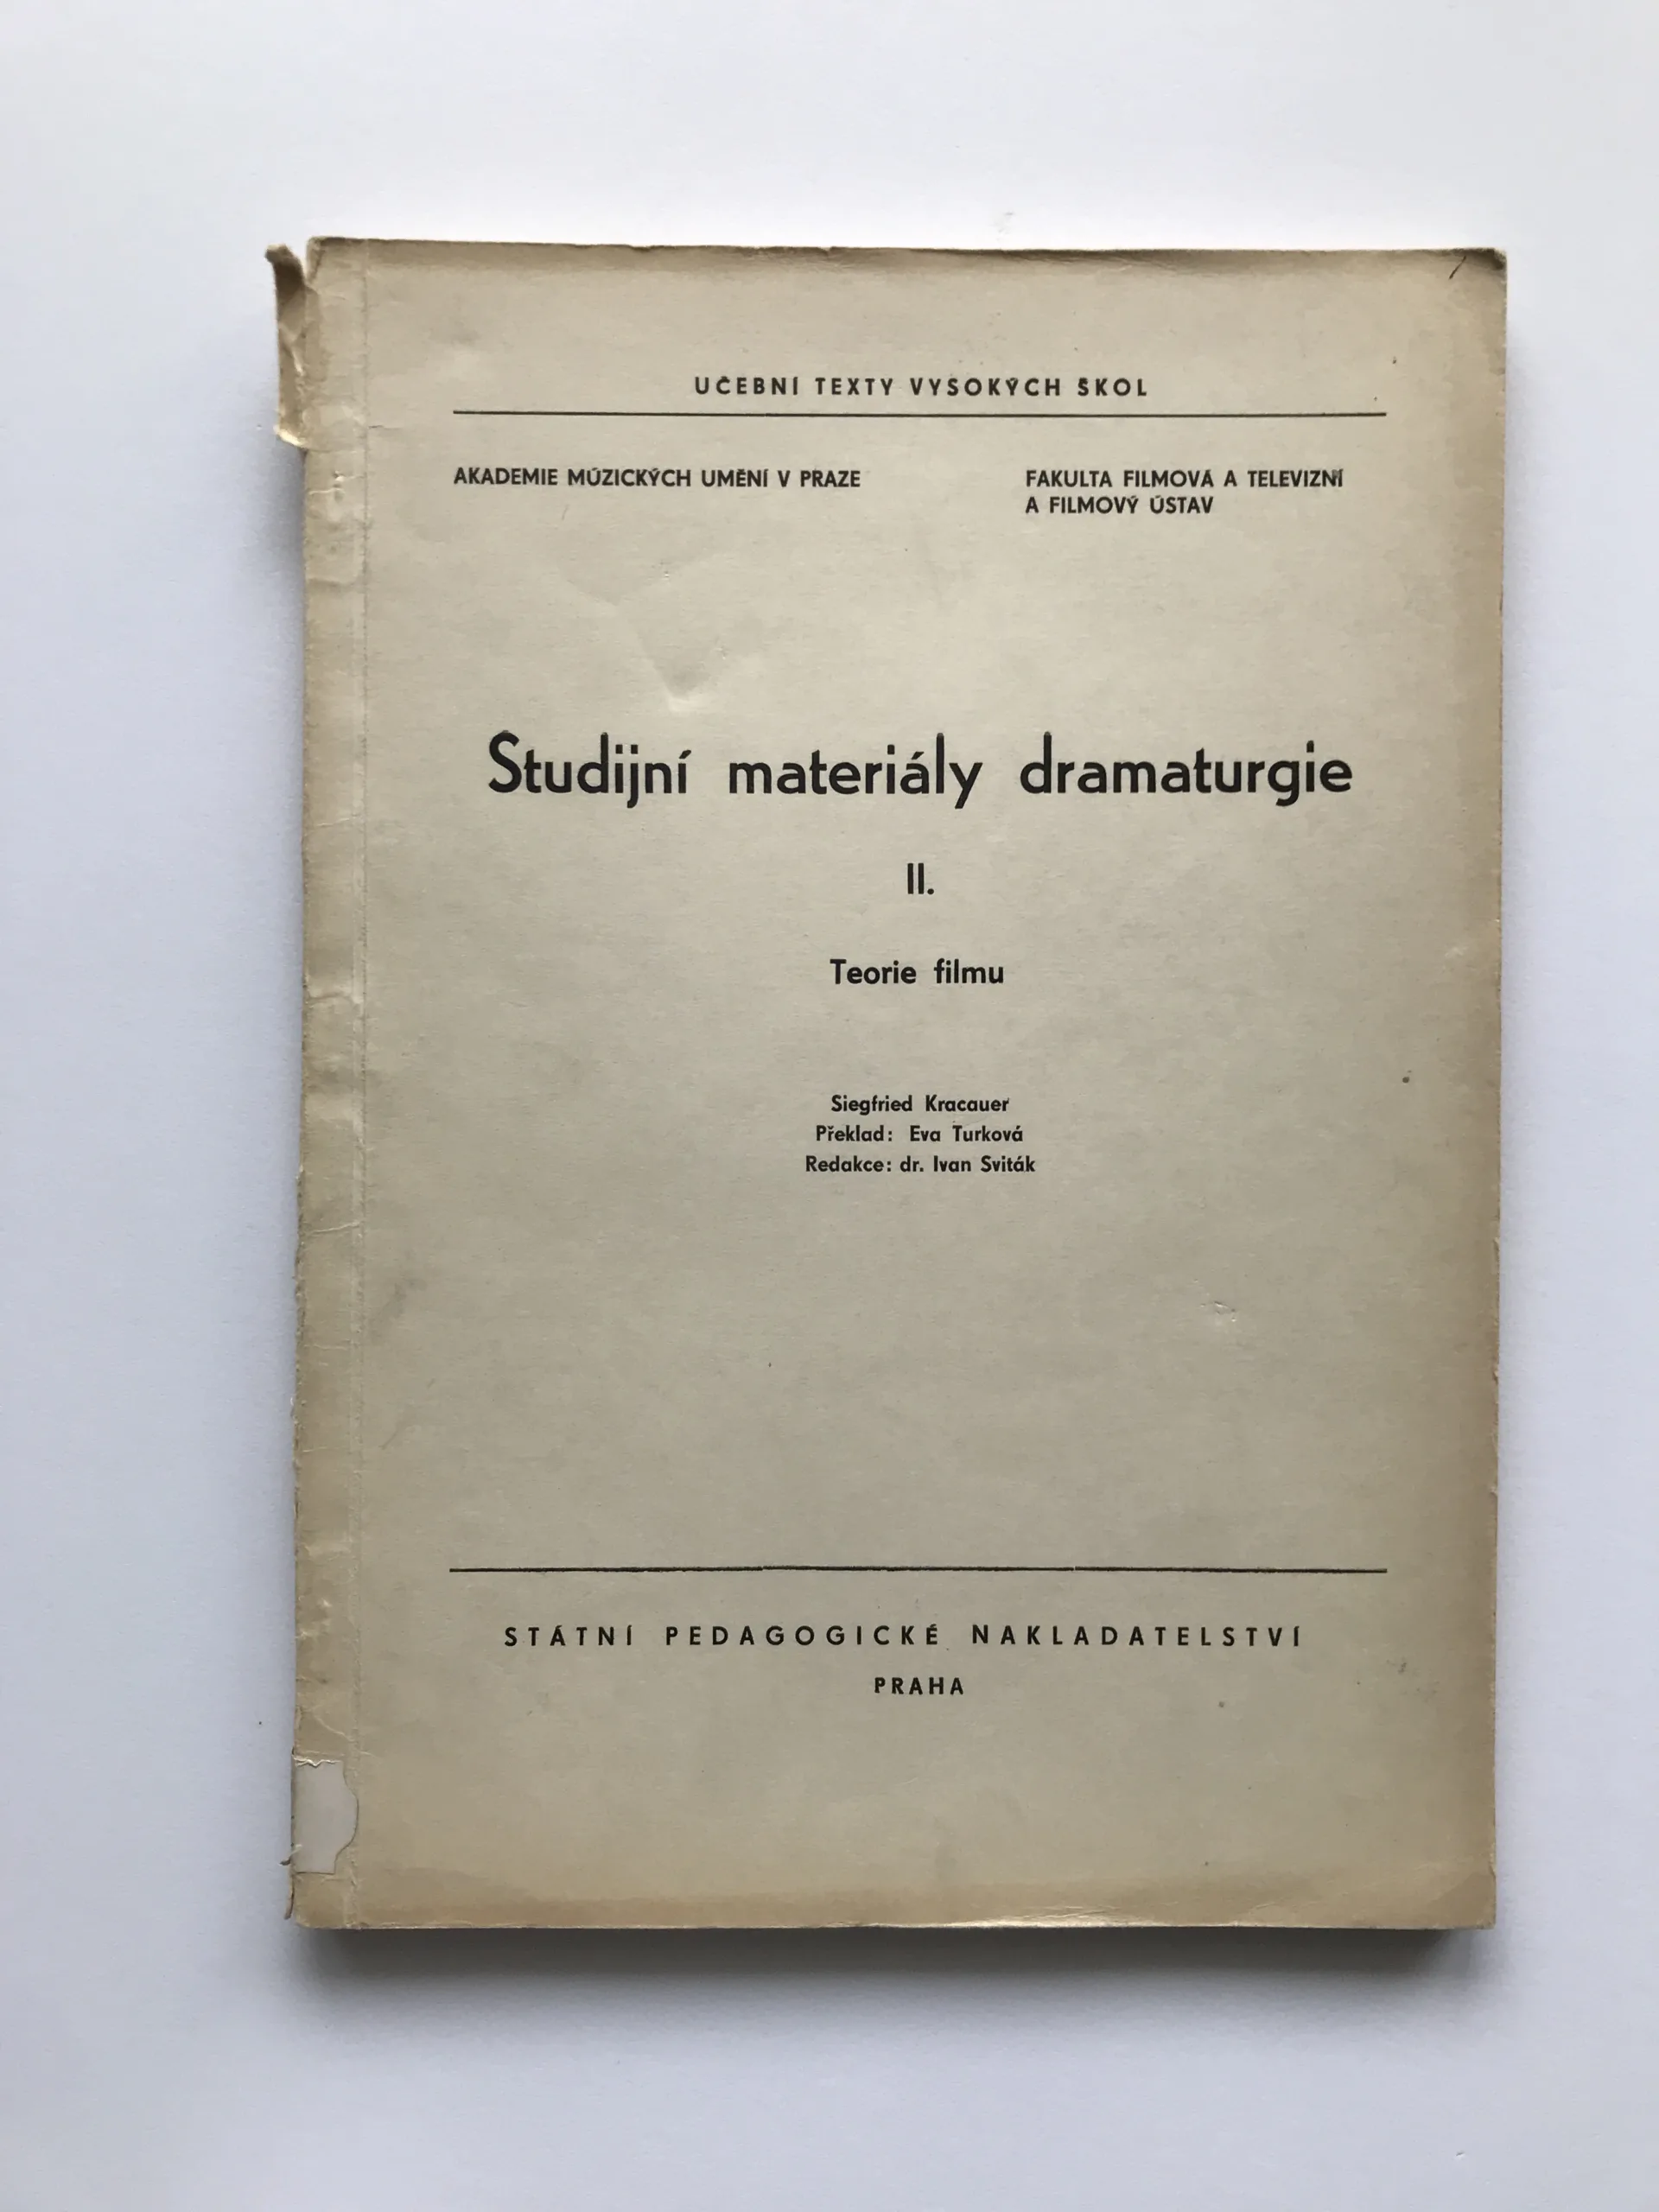 UČEBNÍ TEXTY VYSOKÝCH ŠKOL
AKADEMIE MÚZICKÝCH UMĚNÍ V PRAZE
FAKULTA FILMOVÁ A TELEVIZNÍ
A FILMOVÝ ÚSTAV
Studijní materiály dramaturgie
II.
Teorie filmu
Siegfried Kracauer
Překlad: Eva Turková
Redakce: dr. Ivan Sviták
STÁTNÍ PEDAGOGICKÉ NAKLADATELSTVÍ
PRAHA